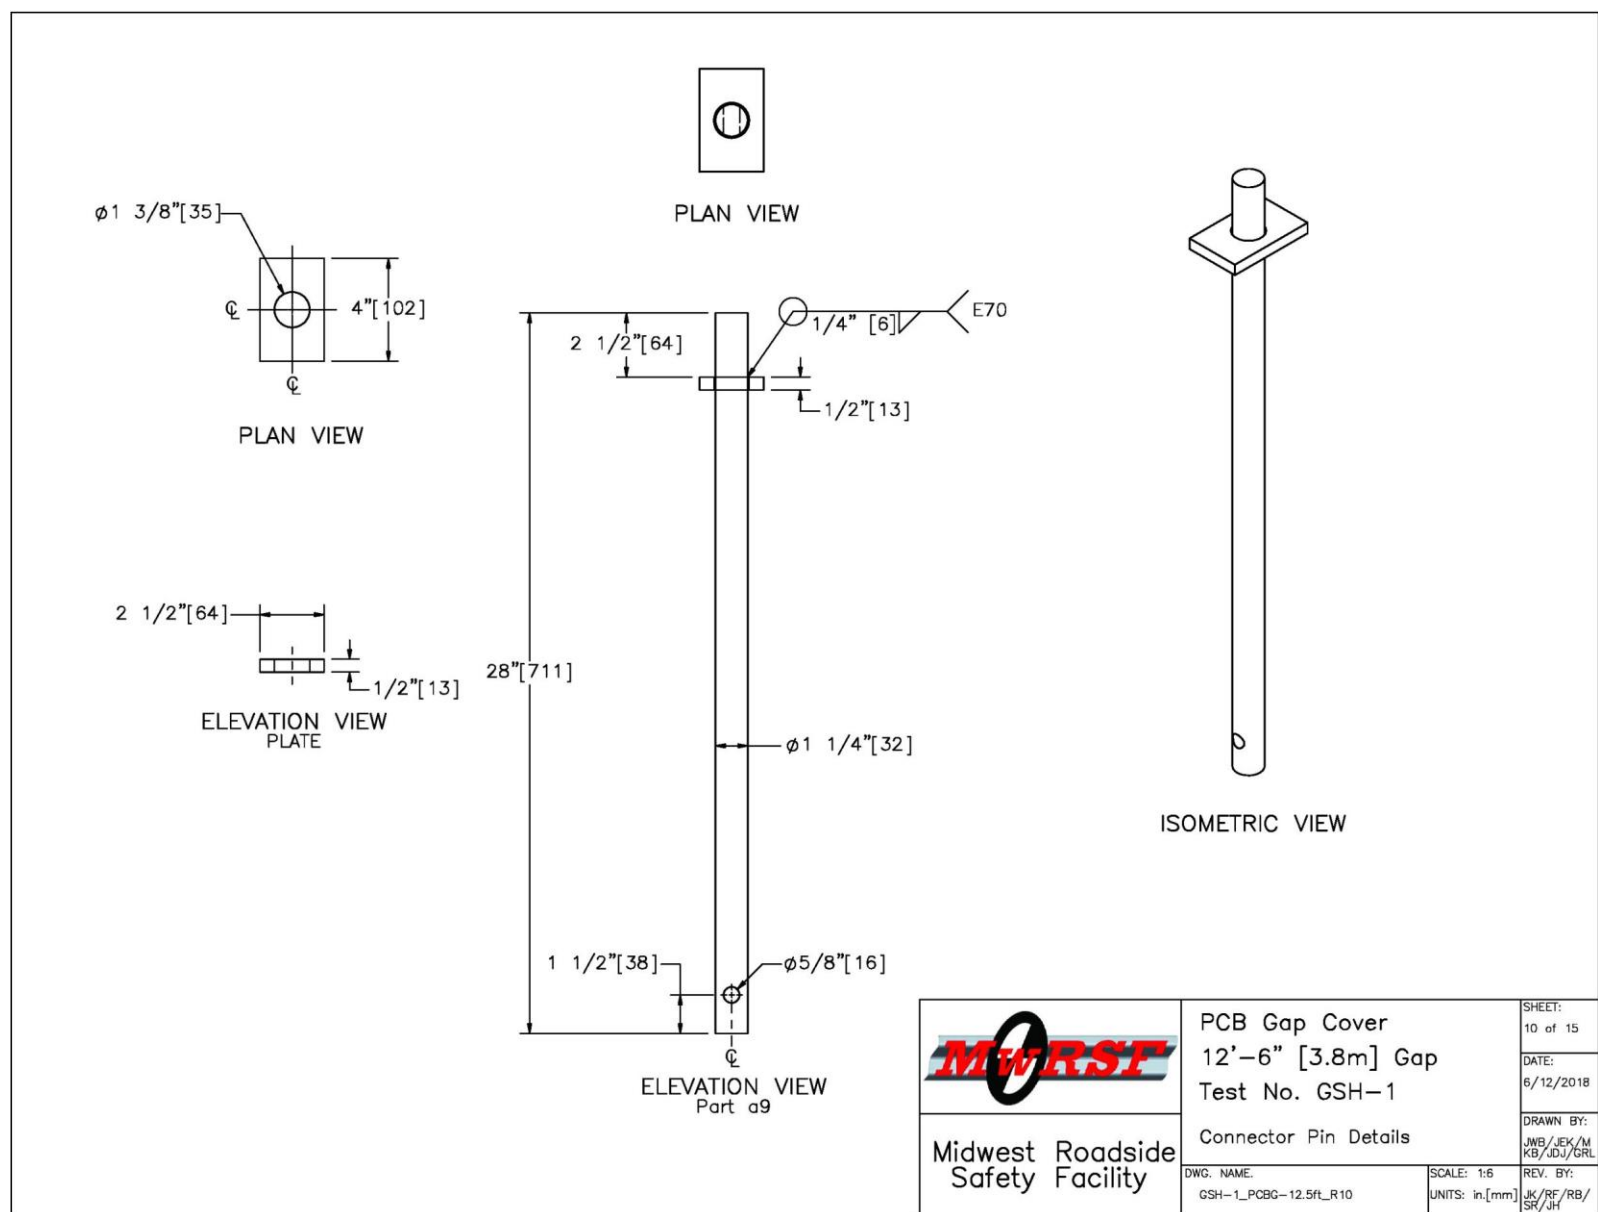 PLAN VIEW
ø1 3/8"[35]
℄
4"[102]
℄
PLAN VIEW
2 1/2"[64]
1/2"[13]
ELEVATION VIEW
PLATE
2 1/2"[64]
1/4" [6]
E70
1/2"[13]
28"[711]
ø1 1/4"[32]
1 1/2"[38]
ø5/8"[16]
℄
ELEVATION VIEW
Part a9
ISOMETRIC VIEW
MwRSF
Midwest Roadside
Safety Facility
PCB Gap Cover
12'-6" [3.8m] Gap
Test No. GSH-1
Connector Pin Details
DWG. NAME.
GSH-1_PCBG-12.5ft_R10
SCALE: 1:6
UNITS: in.[mm]
SHEET:
10 of 15
DATE:
6/12/2018
DRAWN BY:
JWB/JEK/M
KB/JDJ/GRL
REV. BY:
JK/RF/RB/
SR/JH